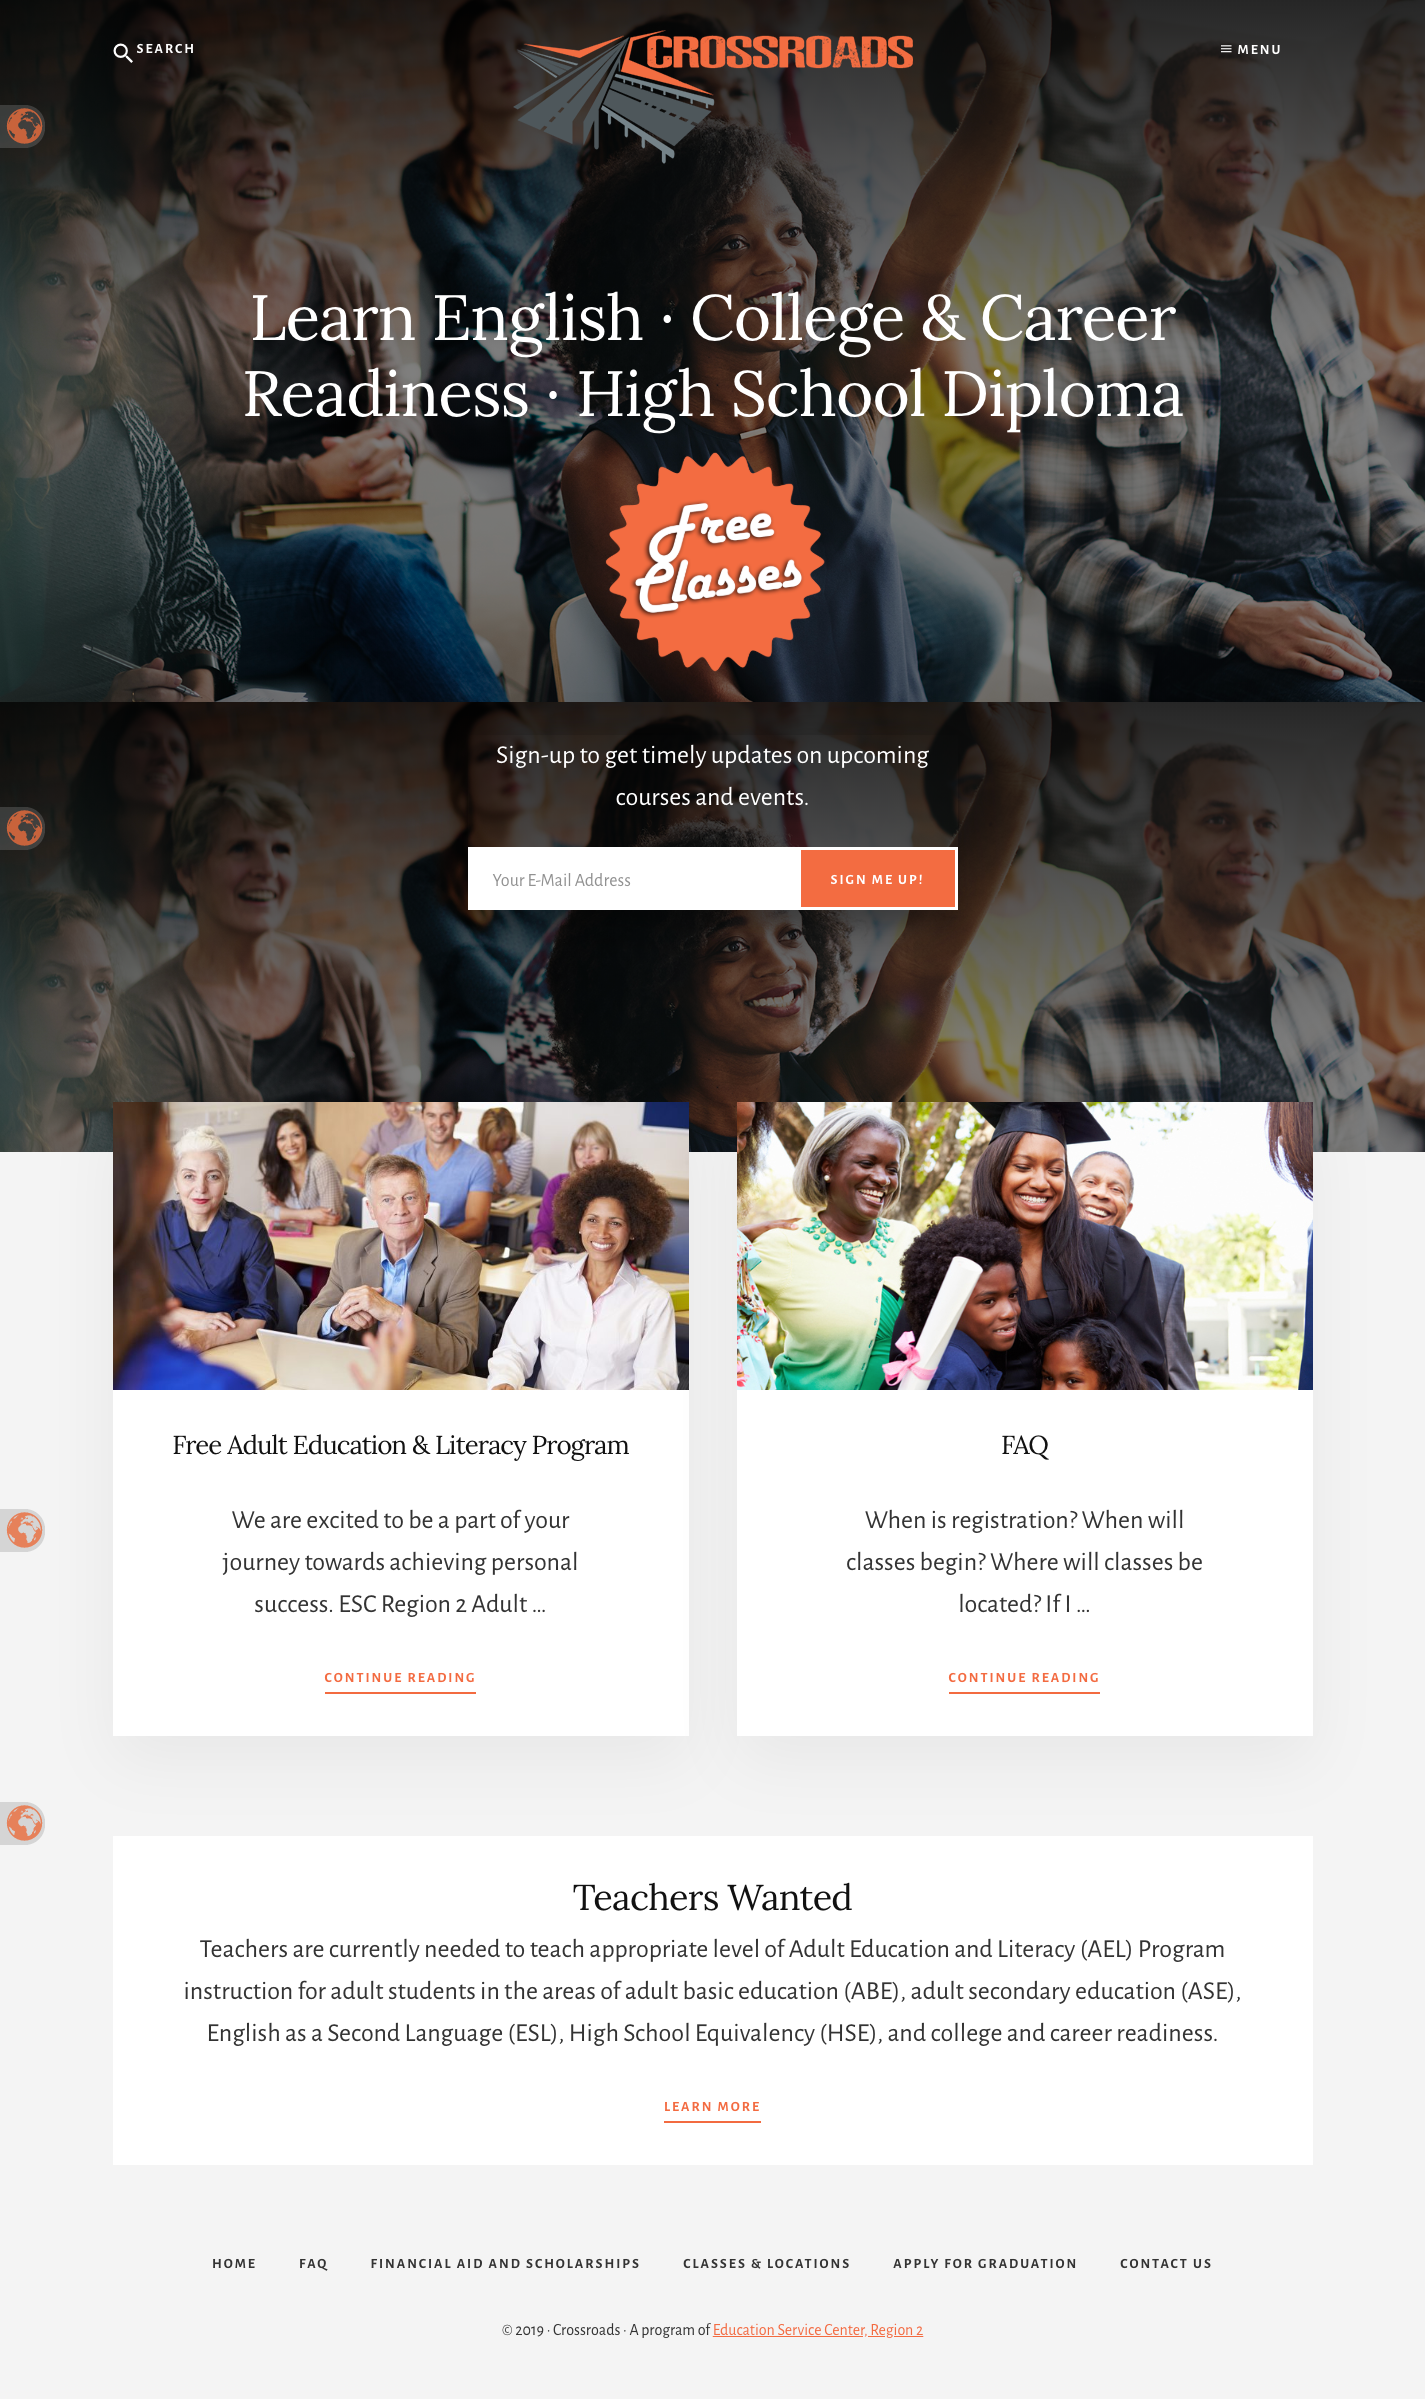 SEARCH
CROSSROADS
MENU
Learn English · College & Career
Readiness · High School Diploma
Free
Classes
Sign-up to get timely updates on upcoming
courses and events.
Your E-Mail Address
SIGN ME UP!
Free Adult Education & Literacy Program
We are excited to be a part of your
journey towards achieving personal
success. ESC Region 2 Adult ...
CONTINUE READING
FAQ
When is registration? When will
classes begin? Where will classes be
located? If I ...
CONTINUE READING
Teachers Wanted
Teachers are currently needed to teach appropriate level of Adult Education and Literacy (AEL) Program
instruction for adult students in the areas of adult basic education (ABE), adult secondary education (ASE),
English as a Second Language (ESL), High School Equivalency (HSE), and college and career readiness.
LEARN MORE
HOME FAQ FINANCIAL AID AND SCHOLARSHIPS CLASSES & LOCATIONS APPLY FOR GRADUATION CONTACT US
© 2019 · Crossroads · A program of Education Service Center, Region 2